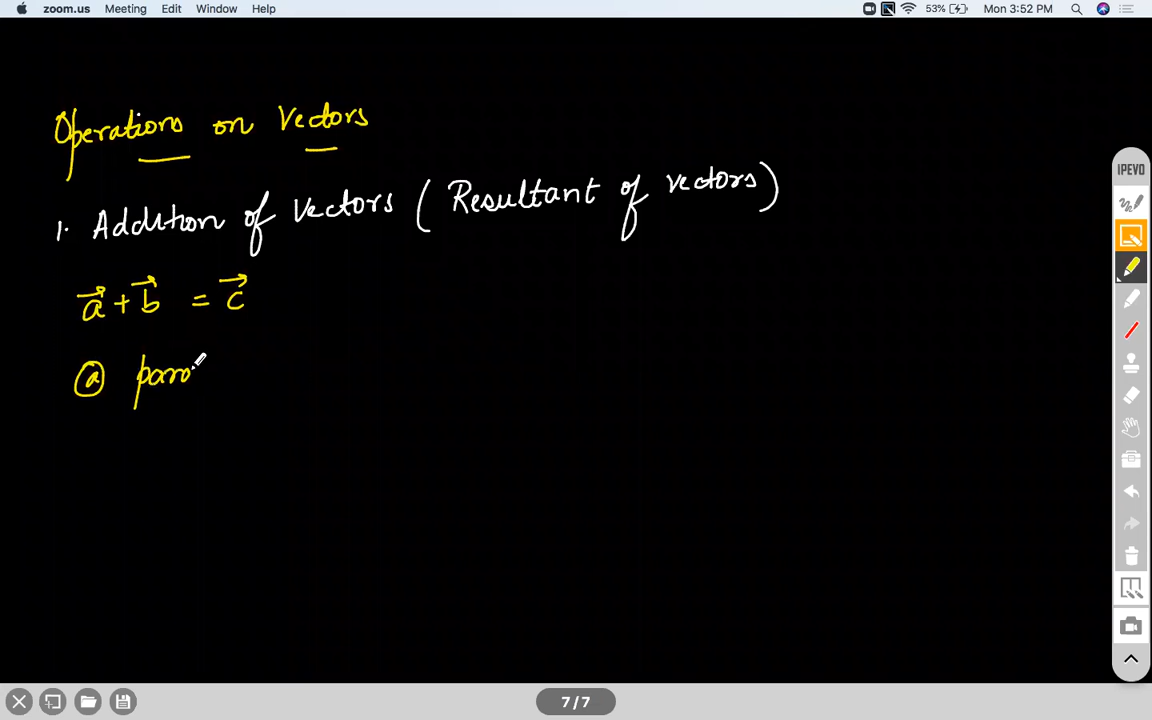 zoom.us Meeting Edit Window Help 53% Mon 3:52 PM
Operations on Vectors
1. Addition of vectors (Resultant of vectors)
a⃗ + b⃗ = c⃗
ⓐ para
IPEVO
7/7